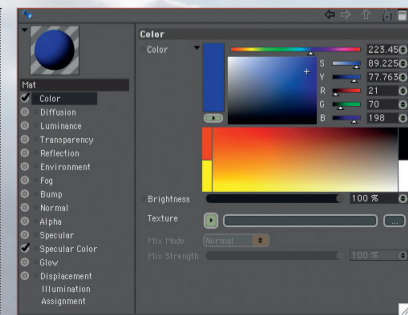 Color
Color
223.45
S 89.225
V 77.763
R 21
G 70
B 198
Brightness 100 %
Texture ...
Mix Mode Normal
Mix Strength 100 %
Mat
Color
Diffusion
Luminance
Transparency
Reflection
Environment
Fog
Bump
Normal
Alpha
Specular
Specular Color
Glow
Displacement
Illumination
Assignment